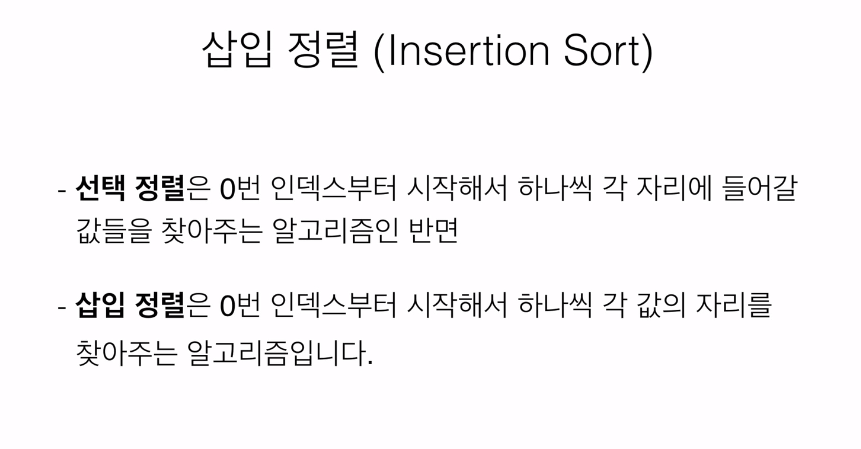 삽입 정렬 (Insertion Sort)
- 선택 정렬은 0번 인덱스부터 시작해서 하나씩 각 자리에 들어갈
값들을 찾아주는 알고리즘인 반면
- 삽입 정렬은 0번 인덱스부터 시작해서 하나씩 각 값의 자리를
찾아주는 알고리즘입니다.